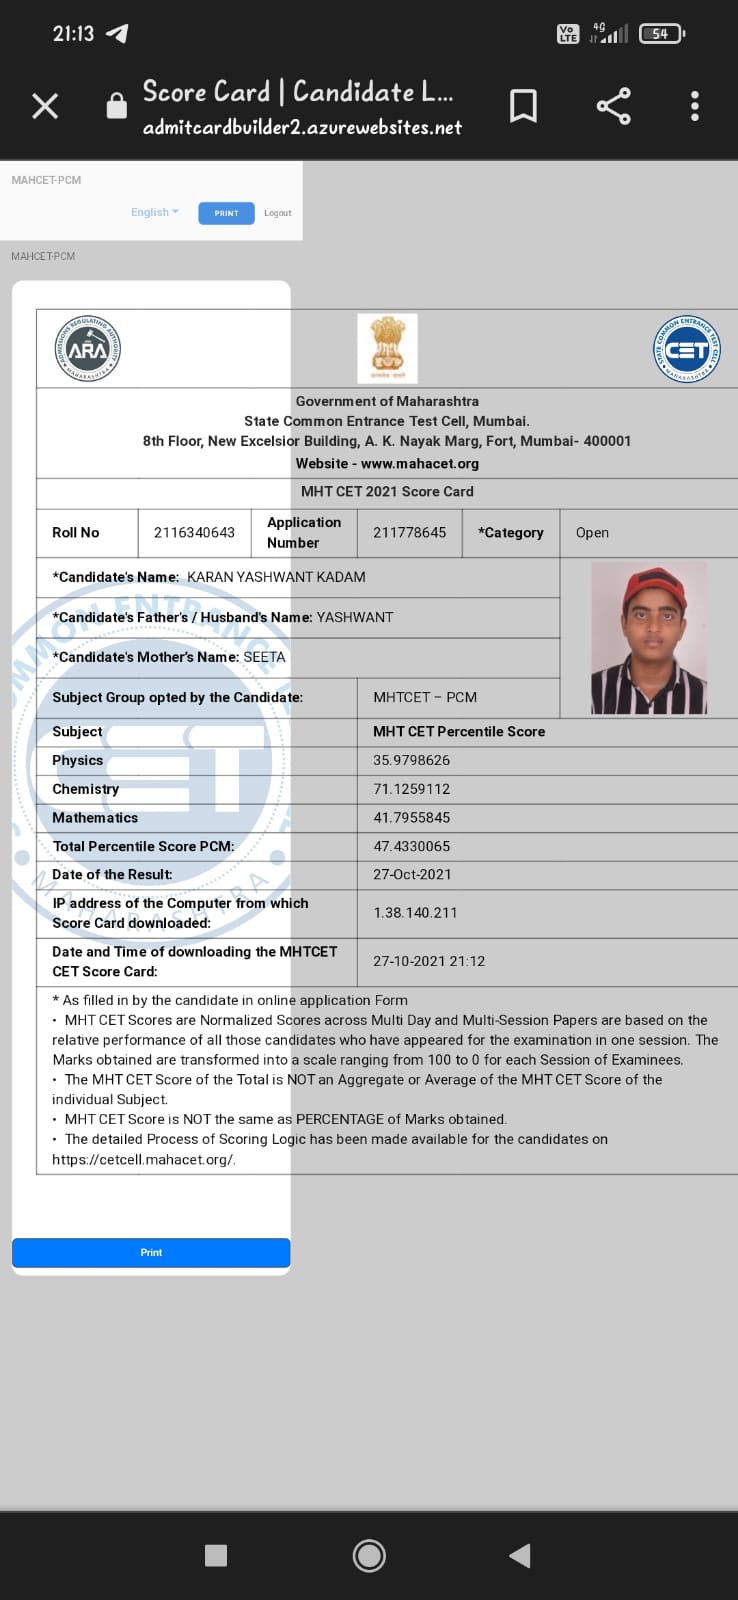 21:13
Vo LTE 4G 54
Score Card | Candidate L...
admitcardbuilder2.azurewebsites.net
MAHCET-PCM
English PRINT Logout
MAHCET-PCM
ADMISSIONS REGULATING AUTHORITY
ARA
MAHARASHTRA
STATE COMMON ENTRANCE TEST CELL
CET
MAHARASHTRA
Government of Maharashtra
State Common Entrance Test Cell, Mumbai.
8th Floor, New Excelsior Building, A. K. Nayak Marg, Fort, Mumbai- 400001
Website - www.mahacet.org
MHT CET 2021 Score Card
Roll No 2116340643 Application Number 211778645 *Category Open
*Candidate's Name: KARAN YASHWANT KADAM
*Candidate's Father's / Husband's Name: YASHWANT
*Candidate's Mother's Name: SEETA
Subject Group opted by the Candidate: MHTCET – PCM
Subject MHT CET Percentile Score
Physics 35.9798626
Chemistry 71.1259112
Mathematics 41.7955845
Total Percentile Score PCM: 47.4330065
Date of the Result: 27-Oct-2021
IP address of the Computer from which
Score Card downloaded: 1.38.140.211
Date and Time of downloading the MHTCET
CET Score Card: 27-10-2021 21:12
* As filled in by the candidate in online application Form
• MHT CET Scores are Normalized Scores across Multi Day and Multi-Session Papers are based on the
relative performance of all those candidates who have appeared for the examination in one session. The
Marks obtained are transformed into a scale ranging from 100 to 0 for each Session of Examinees.
• The MHT CET Score of the Total is NOT an Aggregate or Average of the MHT CET Score of the
individual Subject.
• MHT CET Score is NOT the same as PERCENTAGE of Marks obtained.
• The detailed Process of Scoring Logic has been made available for the candidates on
https://cetcell.mahacet.org/.
Print